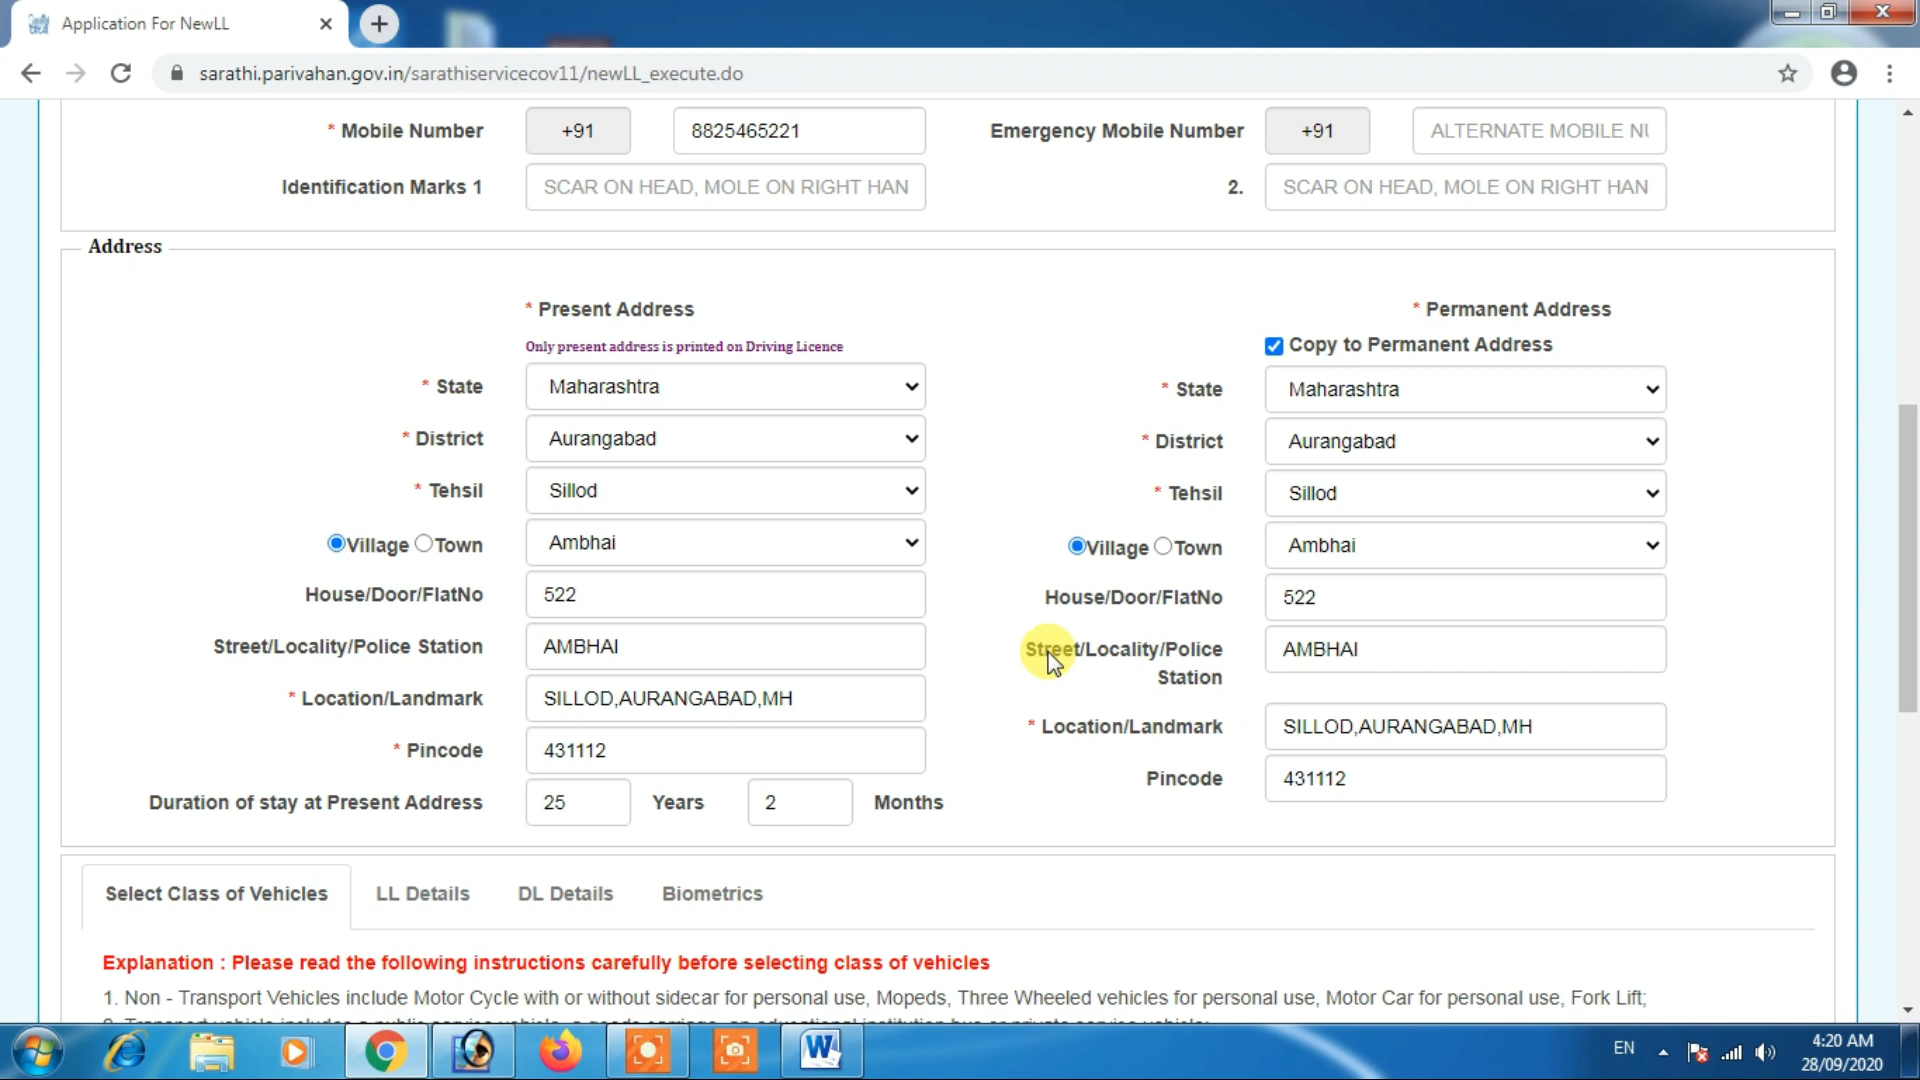 Application For NewLL
sarathi.parivahan.gov.in/sarathiservicecov11/newLL_execute.do
* Mobile Number +91 8825465221 Emergency Mobile Number +91 ALTERNATE MOBILE NU
Identification Marks 1 SCAR ON HEAD, MOLE ON RIGHT HAN 2. SCAR ON HEAD, MOLE ON RIGHT HAN
Address
* Present Address * Permanent Address
Only present address is printed on Driving Licence Copy to Permanent Address
* State Maharashtra * State Maharashtra
* District Aurangabad * District Aurangabad
* Tehsil Sillod * Tehsil Sillod
Village Town Ambhai Village Town Ambhai
House/Door/FlatNo 522 House/Door/FlatNo 522
Street/Locality/Police Station AMBHAI Street/Locality/Police Station AMBHAI
* Location/Landmark SILLOD,AURANGABAD,MH * Location/Landmark SILLOD,AURANGABAD,MH
* Pincode 431112 Pincode 431112
Duration of stay at Present Address 25 Years 2 Months
Select Class of Vehicles LL Details DL Details Biometrics
Explanation : Please read the following instructions carefully before selecting class of vehicles
1. Non - Transport Vehicles include Motor Cycle with or without sidecar for personal use, Mopeds, Three Wheeled vehicles for personal use, Motor Car for personal use, Fork Lift;
EN 4:20 AM
28/09/2020